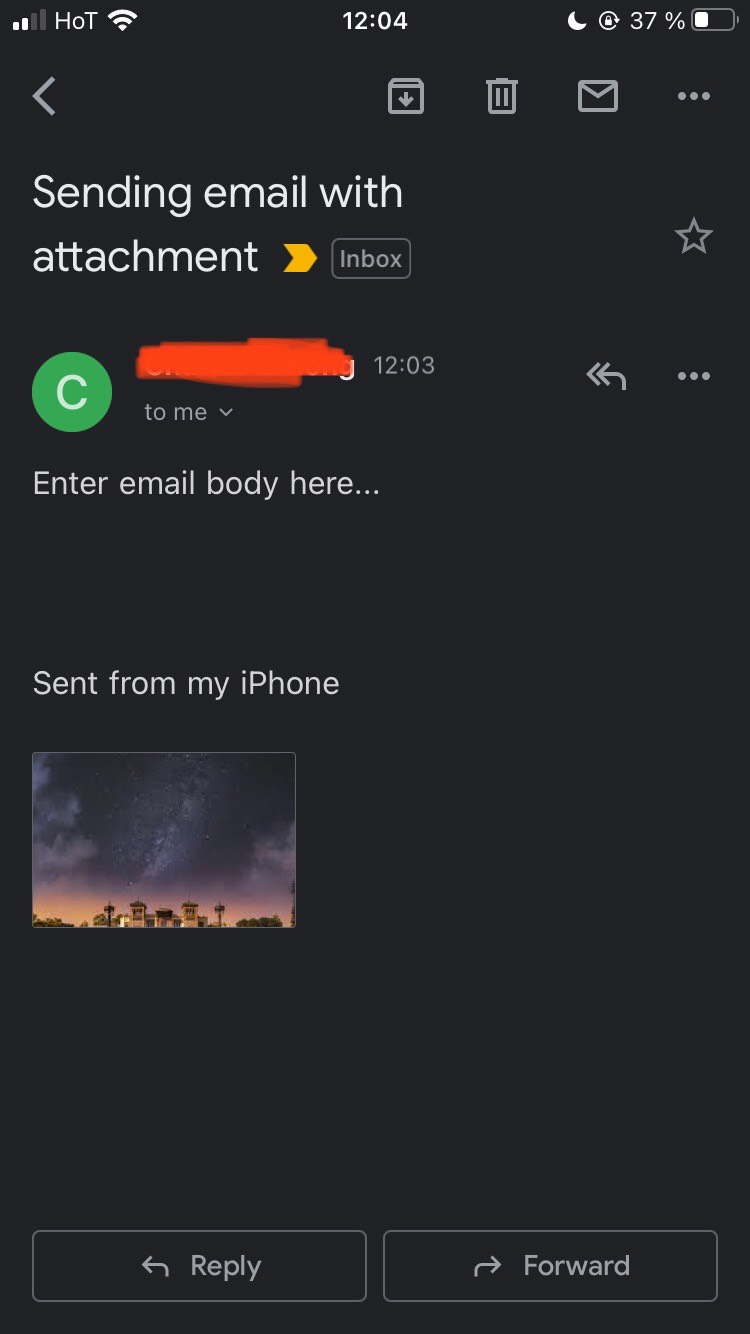 HoT 12:04 37 %
Sending email with
attachment Inbox
C 12:03
to me
Enter email body here...
Sent from my iPhone
Reply Forward